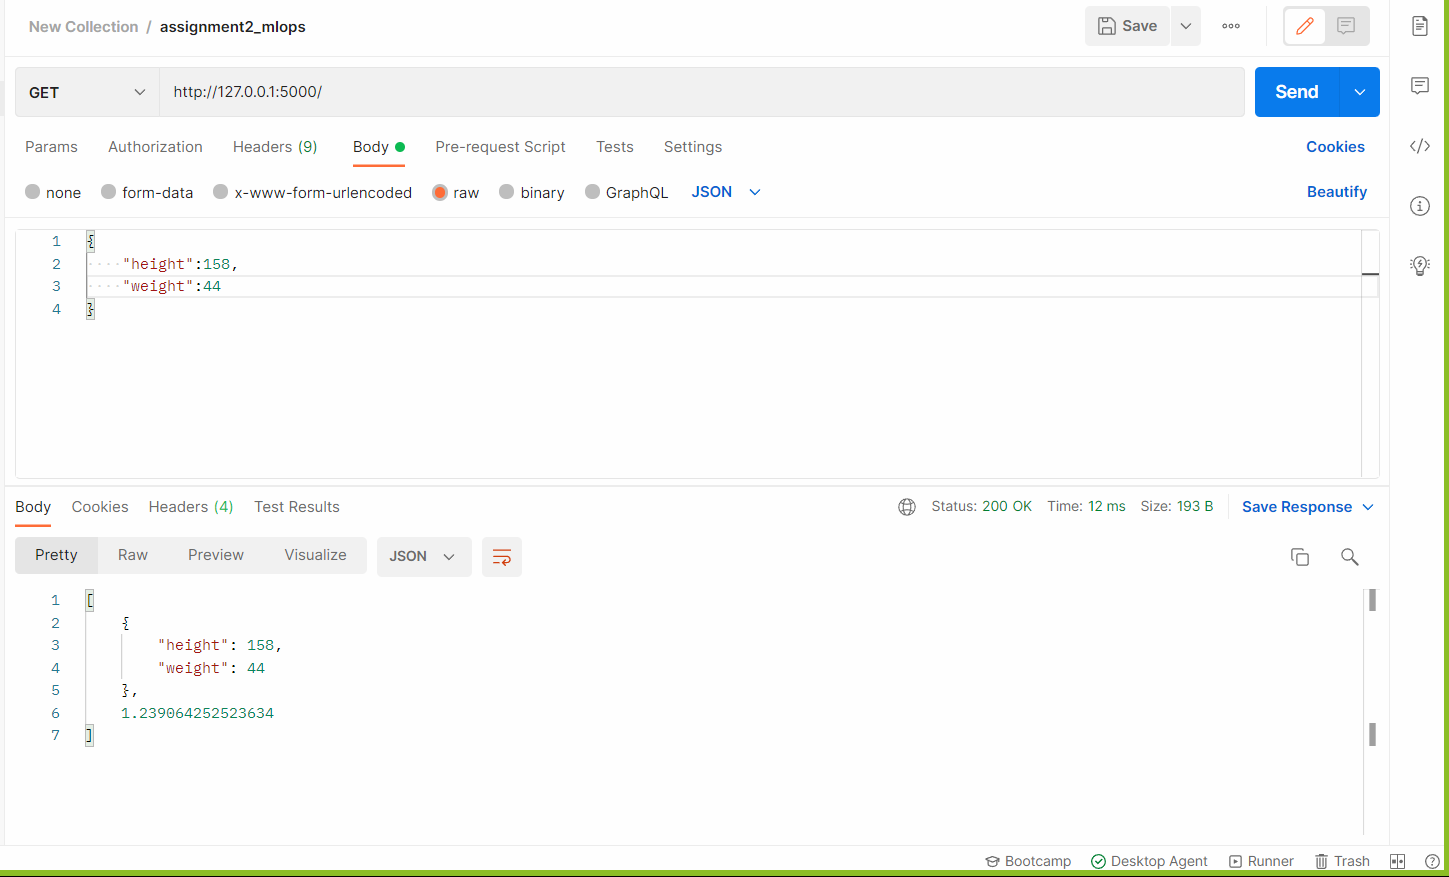 New Collection / assignment2_mlops
Save
GET http://127.0.0.1:5000/ Send
Params Authorization Headers (9) Body Pre-request Script Tests Settings Cookies
none form-data x-www-form-urlencoded raw binary GraphQL JSON Beautify
1 {
2 "height":158,
3 "weight":44
4 }
Body Cookies Headers (4) Test Results Status: 200 OK Time: 12 ms Size: 193 B Save Response
Pretty Raw Preview Visualize JSON
1 [
2 {
3 "height": 158,
4 "weight": 44
5 },
6 1.239064252523634
7 ]
Bootcamp Desktop Agent Runner Trash